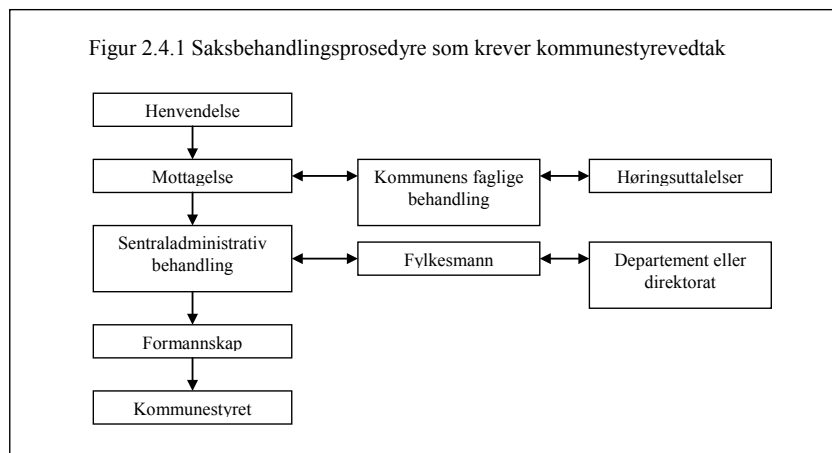 Figur 2.4.1 Saksbehandlingsprosedyre som krever kommunestyrevedtak
Henvendelse
Mottagelse
Kommunens faglige
behandling
Høringsuttalelser
Sentraladministrativ
behandling
Fylkesmann
Departement eller
direktorat
Formannskap
Kommunestyret